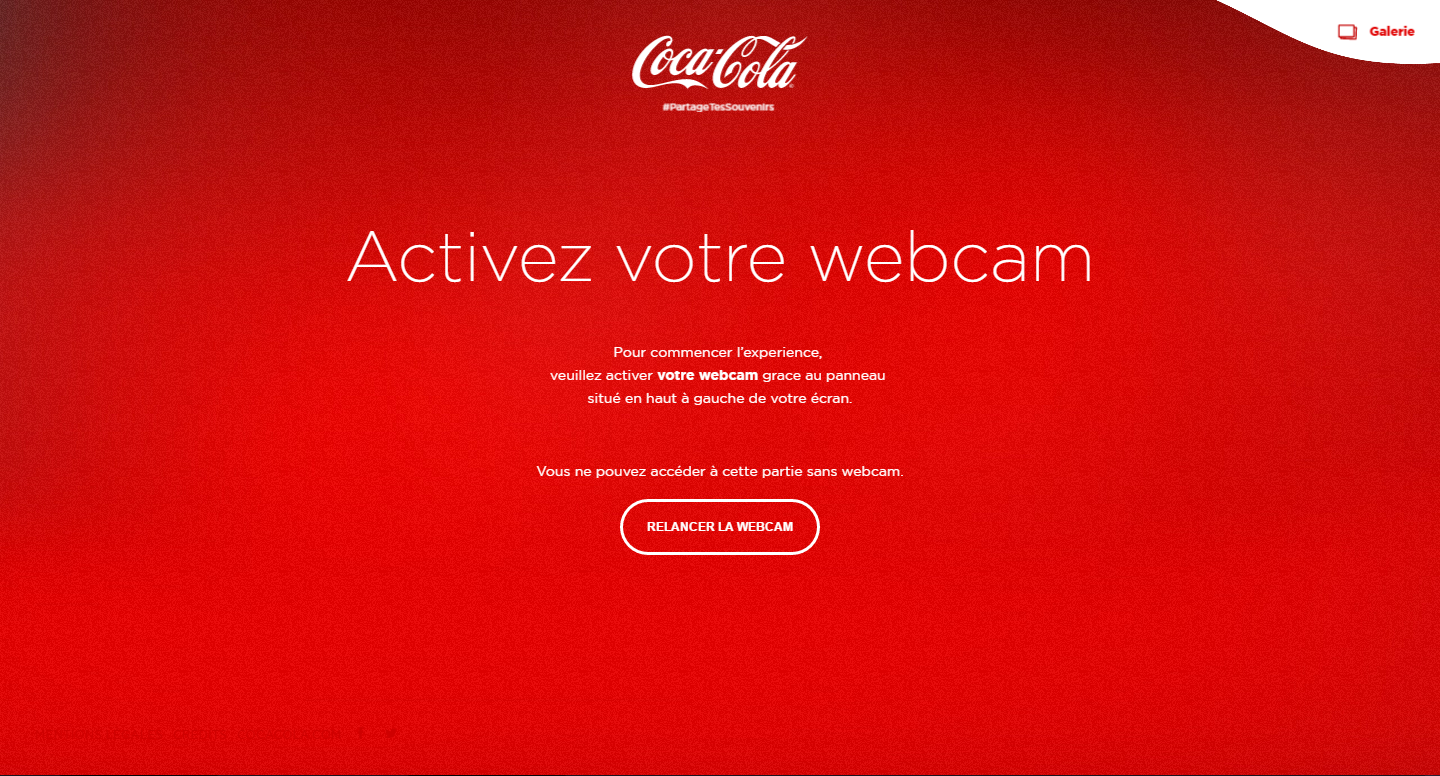 Coca-Cola
#PartageTesSouvenirs
Galerie
Activez votre webcam
Pour commencer l'experience,
veuillez activer votre webcam grace au panneau
situé en haut à gauche de votre écran.
Vous ne pouvez accéder à cette partie sans webcam.
RELANCER LA WEBCAM